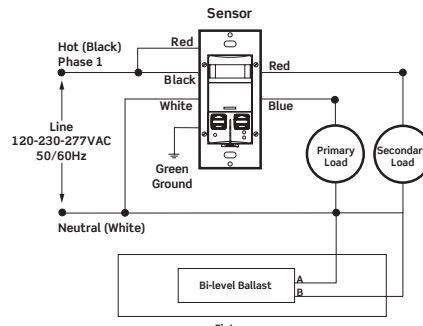 Sensor
Hot (Black)
Phase 1
Red
Black
White
Red
Blue
Line
120-230-277VAC
50/60Hz
Green
Ground
Primary
Load
Secondary
Load
Neutral (White)
Bi-level Ballast
A
B